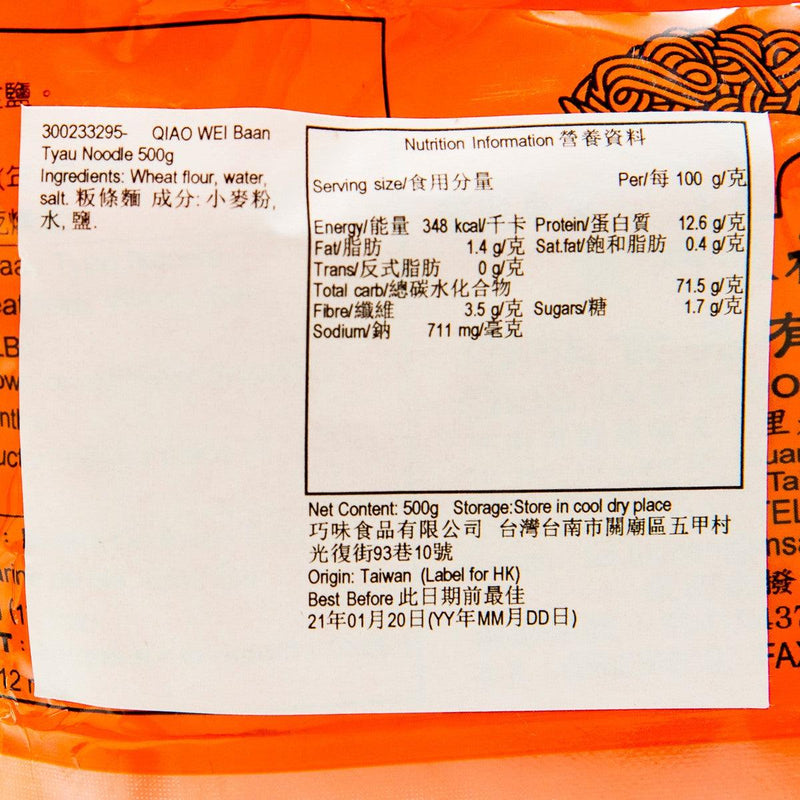 鹽。
300233295- QIAO WEI Baan
Tyau Noodle 500g
Ingredients: Wheat flour, water,
salt. 粄條麵 成分: 小麥粉,
水, 鹽.
Nutrition Information 營養資料
Serving size/食用分量 Per/每 100 g/克
Energy/能量 348 kcal/千卡 Protein/蛋白質 12.6 g/克
Fat/脂肪 1.4 g/克 Sat.fat/飽和脂肪 0.4 g/克
Trans/反式脂肪 0 g/克
Total carb/總碳水化合物 71.5 g/克
Fibre/纖維 3.5 g/克 Sugars/糖 1.7 g/克
Sodium/鈉 711 mg/毫克
Net Content: 500g Storage:Store in cool dry place
巧味食品有限公司 台灣台南市關廟區五甲村
光復街93巷10號
Origin: Taiwan (Label for HK)
Best Before 此日期前最佳
21年01月20日(YY年MM月DD日)